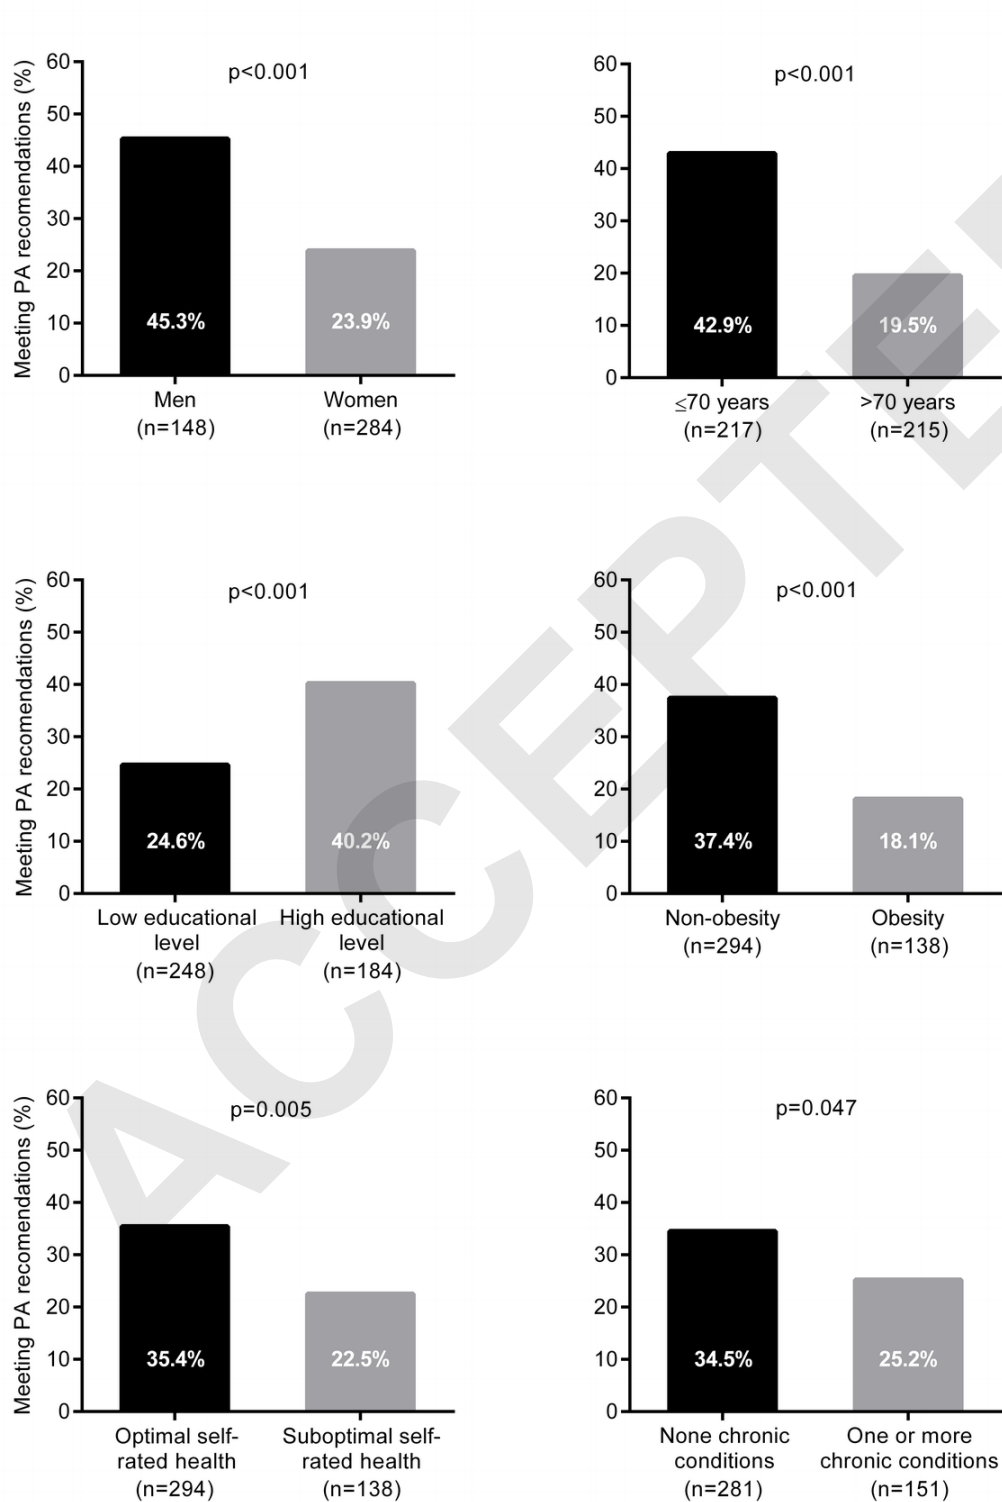 Meeting PA recomendations (%)
60
50
40
30
20
10
0
p<0.001
45.3%
23.9%
Men
(n=148)
Women
(n=284)
60
50
40
30
20
10
0
p<0.001
42.9%
19.5%
≤70 years
(n=217)
>70 years
(n=215)
Meeting PA recomendations (%)
60
50
40
30
20
10
0
p<0.001
24.6%
40.2%
Low educational
level
(n=248)
High educational
level
(n=184)
60
50
40
30
20
10
0
p<0.001
37.4%
18.1%
Non-obesity
(n=294)
Obesity
(n=138)
Meeting PA recomendations (%)
60
50
40
30
20
10
0
p=0.005
35.4%
22.5%
Optimal self-
rated health
(n=294)
Suboptimal self-
rated health
(n=138)
60
50
40
30
20
10
0
p=0.047
34.5%
25.2%
None chronic
conditions
(n=281)
One or more
chronic conditions
(n=151)
ACCEPTE